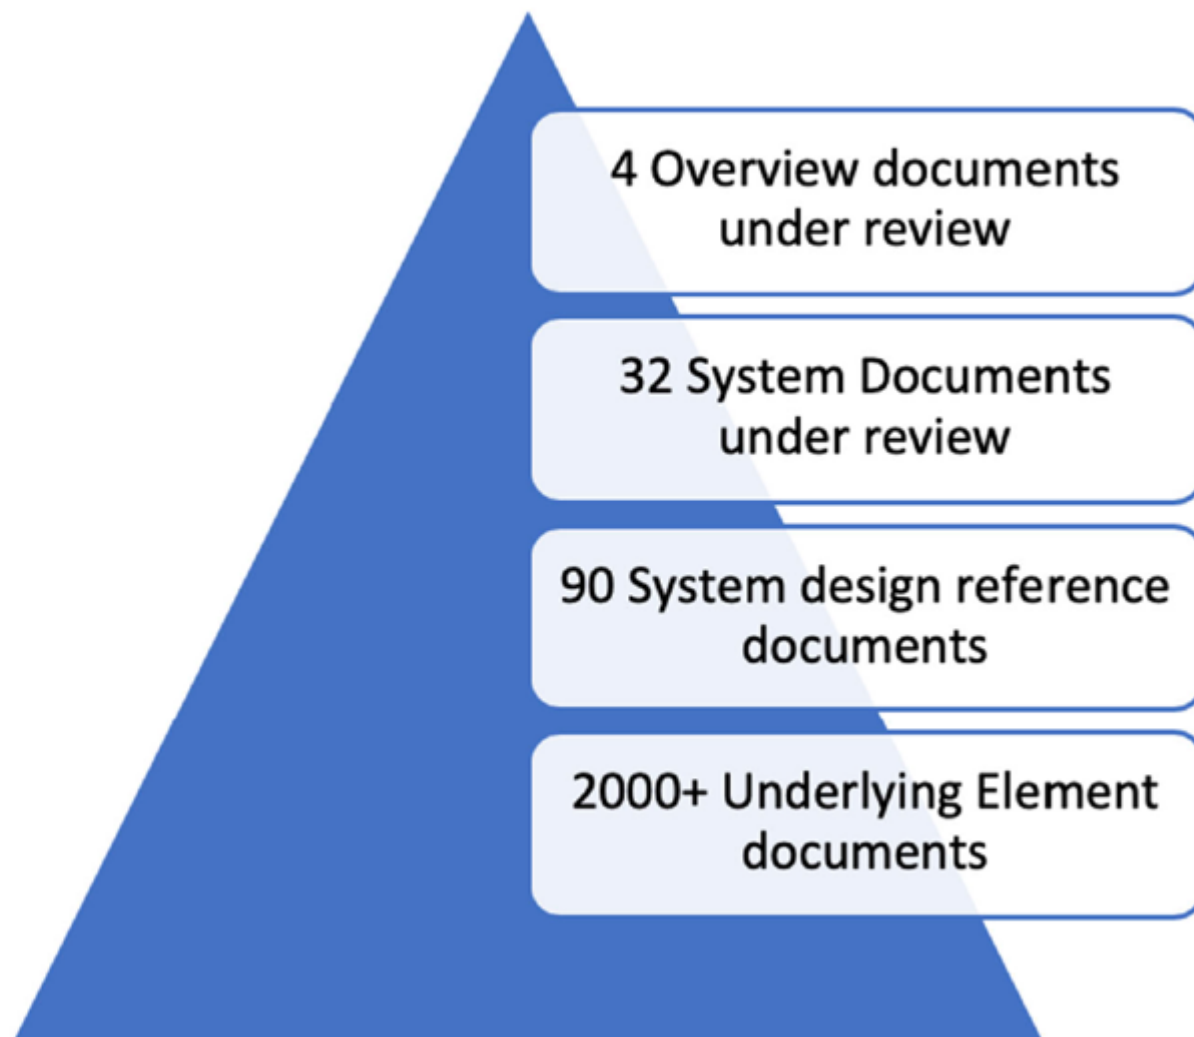 4 Overview documents
under review
32 System Documents
under review
90 System design reference
documents
2000+ Underlying Element
documents